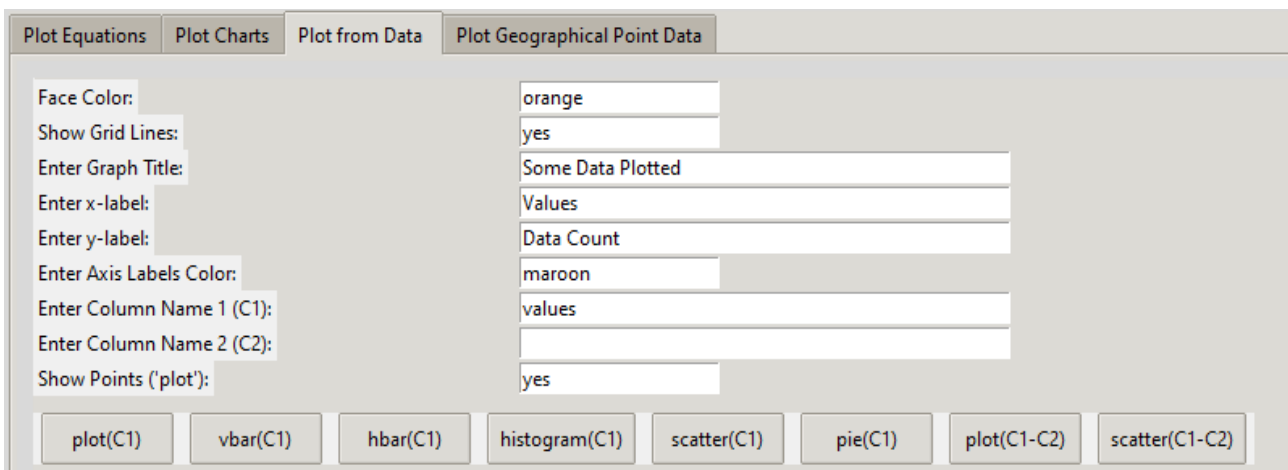 Plot Equations Plot Charts Plot from Data Plot Geographical Point Data
Face Color: orange
Show Grid Lines: yes
Enter Graph Title: Some Data Plotted
Enter x-label: Values
Enter y-label: Data Count
Enter Axis Labels Color: maroon
Enter Column Name 1 (C1): values
Enter Column Name 2 (C2):
Show Points ('plot'): yes
plot(C1) vbar(C1) hbar(C1) histogram(C1) scatter(C1) pie(C1) plot(C1-C2) scatter(C1-C2)